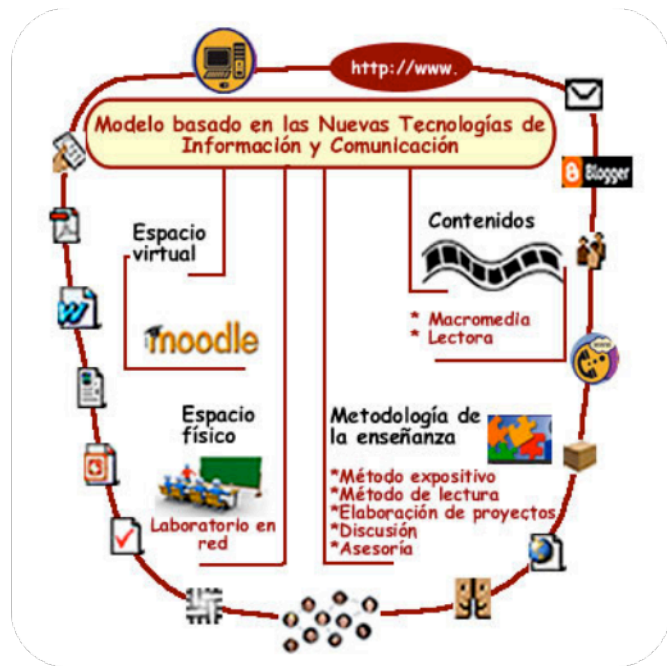 http://www.
Modelo basado en las Nuevas Tecnologías de
Información y Comunicación
Blogger
Espacio
virtual
moodle
Contenidos
* Macromedia
* Lectora
Espacio
físico
Laboratorio en
red
Metodología de
la enseñanza
*Método expositivo
*Método de lectura
*Elaboración de proyectos
*Discusión
*Asesoría